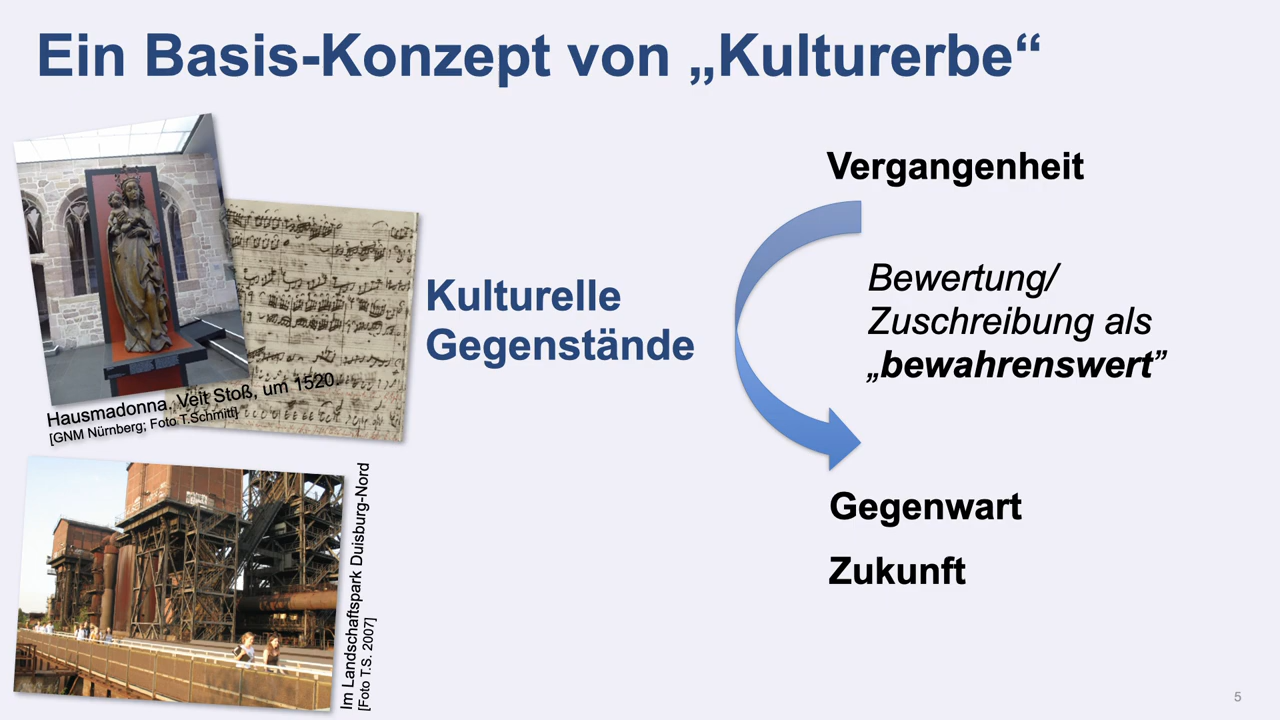 Ein Basis-Konzept von „Kulturerbe“
Hausmadonna. Veit Stoß, um 1520.
[GNM Nürnberg; Foto T.Schmitt]
Im Landschaftspark Duisburg-Nord
[Foto T.S. 2007]
Kulturelle
Gegenstände
Vergangenheit
Bewertung/
Zuschreibung als
„bewahrenswert”
Gegenwart
Zukunft
5